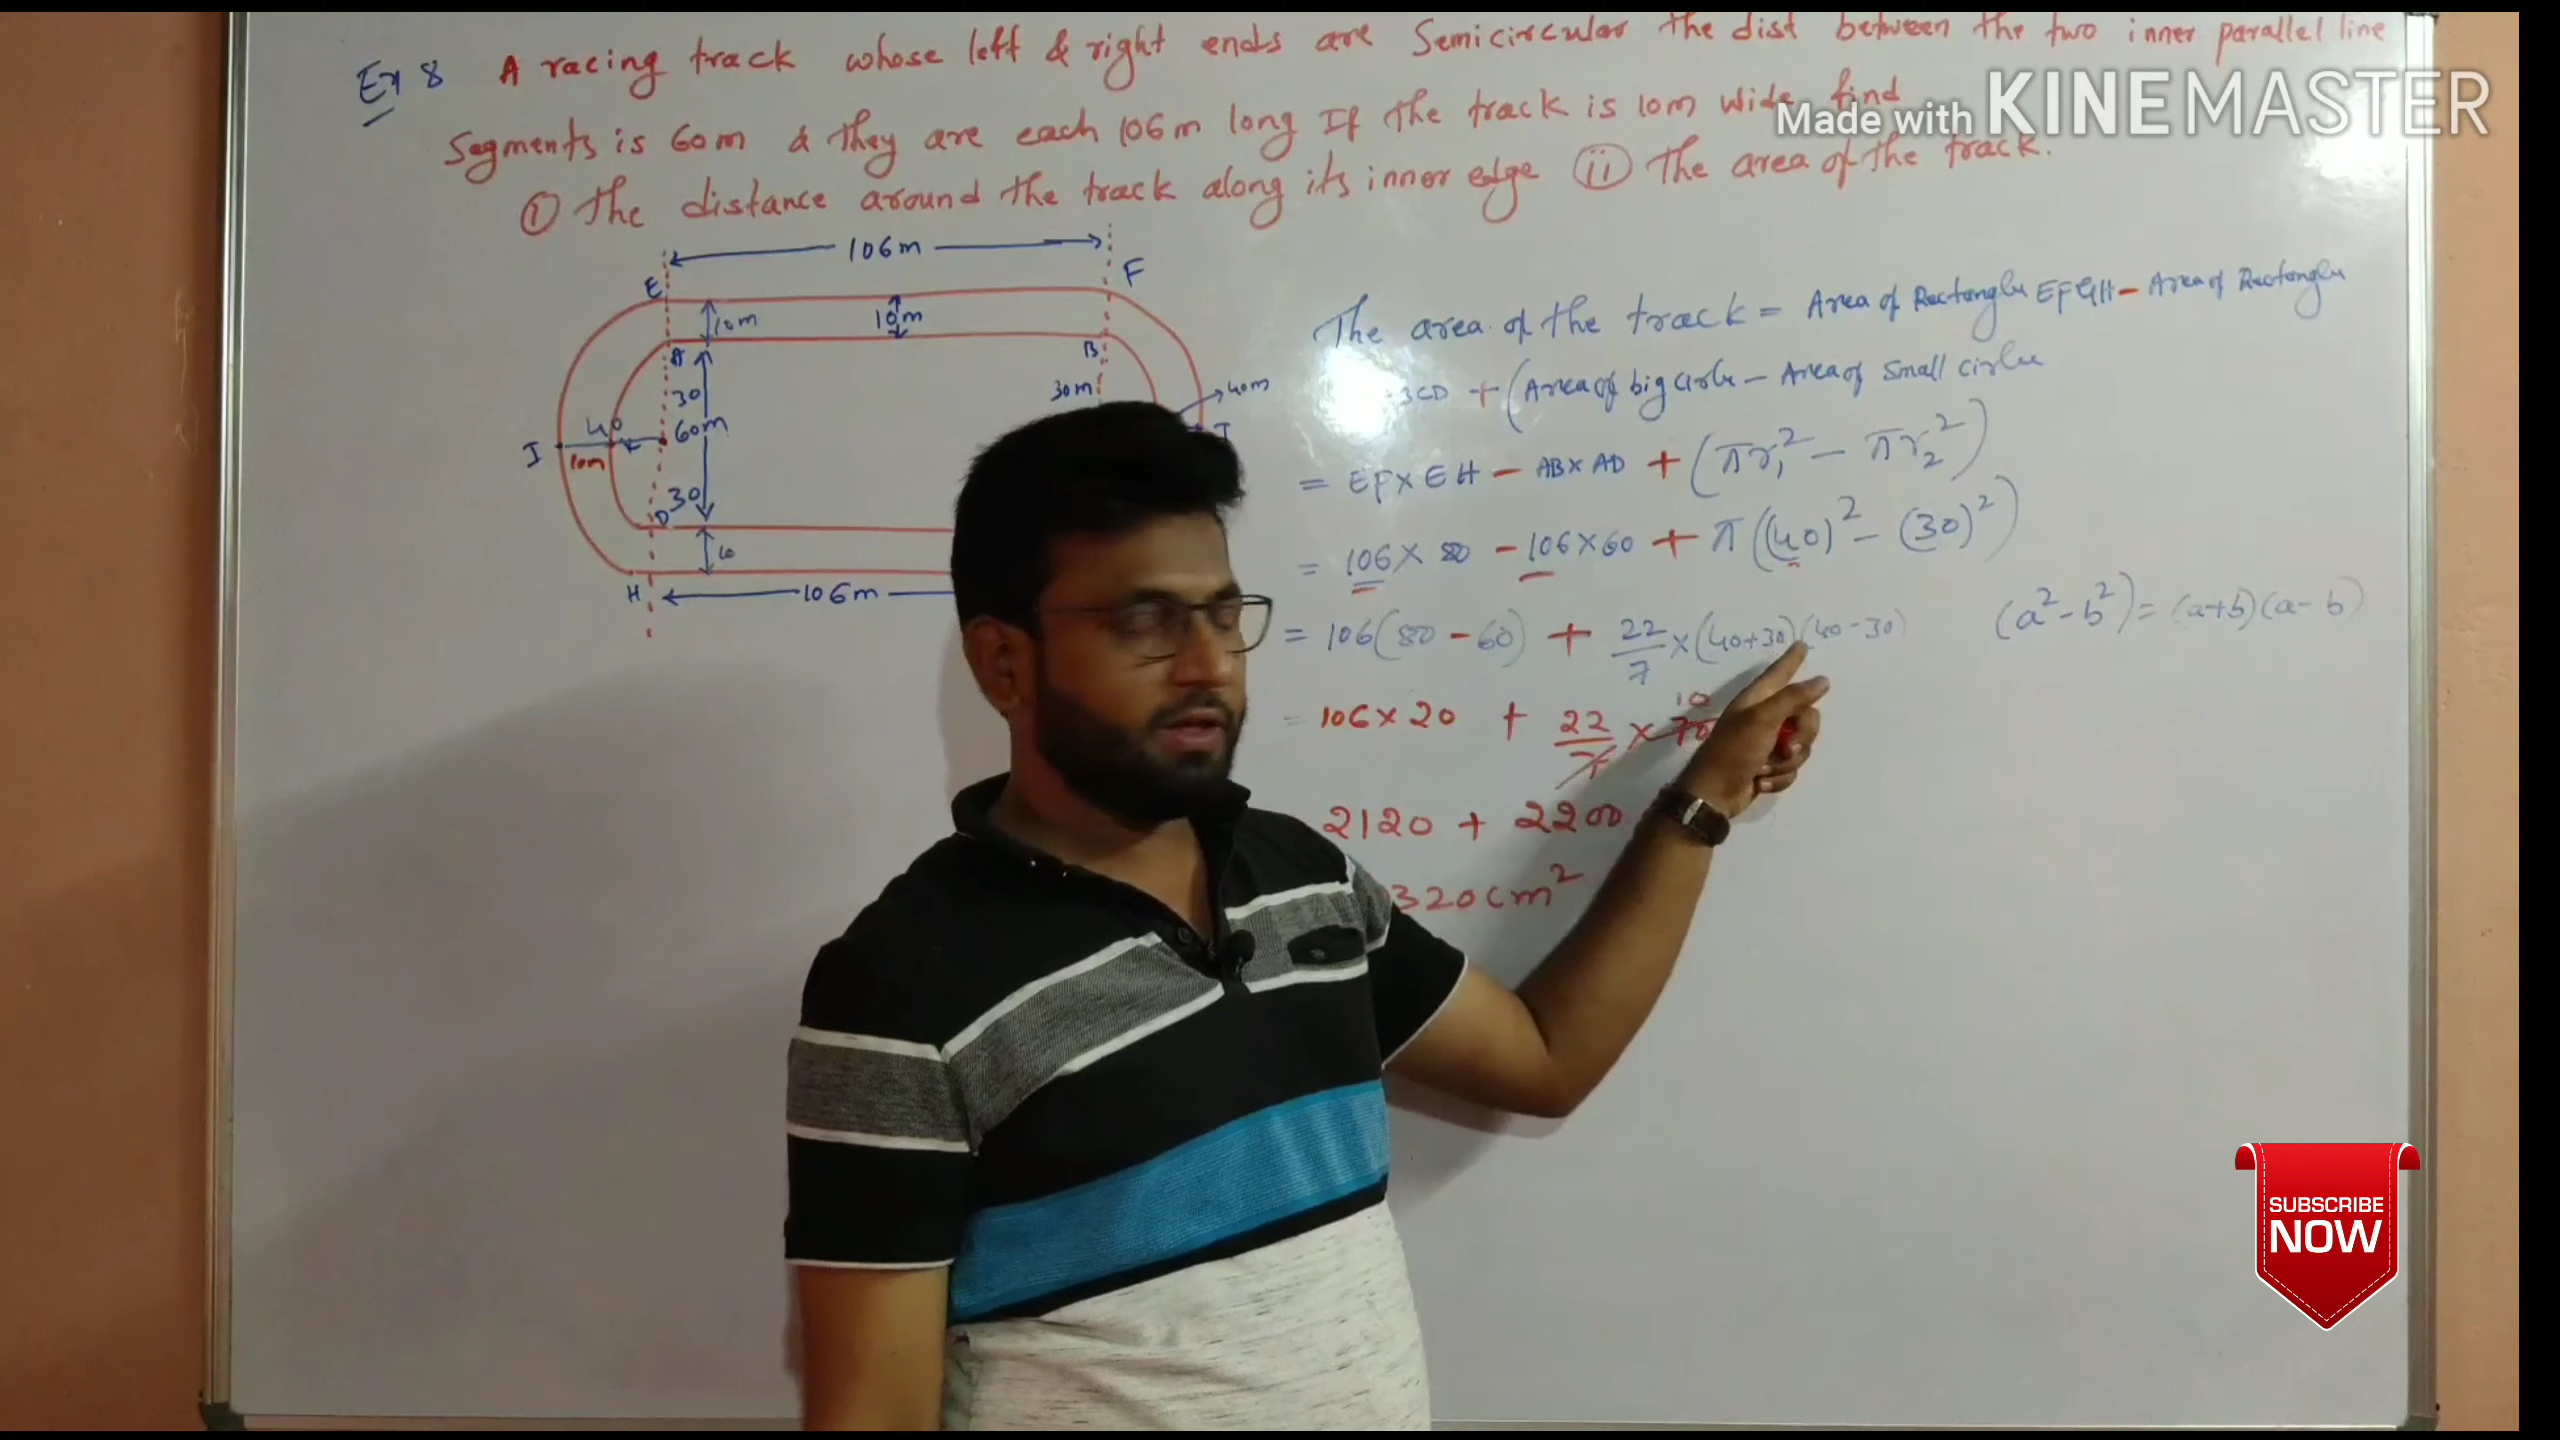 Ex 8 A racing track whose left & right ends are Semicircular The dist between the two inner parallel line
Segments is 60m & they are each 106m long If the track is 10m wide find
Made with KINEMASTER
① The distance around the track along its inner edge ⑪ The area of the track.
106m
E
F
10m
10m
A
B
30
30m
40m
40
60m
I
10m
30
D
10
H
106m
The area of the track = Area of Rectangle EFGH - Area of Rectangle
BCD + (Area of big circle - Area of small circle
= EF×EH - AB×AD + (πr₁² - πr₂²)
= 106×80 - 106×60 + π((40)² - (30)²)
= 106(80 - 60) + 22/7 ×(40+30)(40-30) (a²-b²) = (a+b)(a-b)
= 106×20 + 22/7 × 70 10
2120 + 2200
320cm²
SUBSCRIBE
NOW